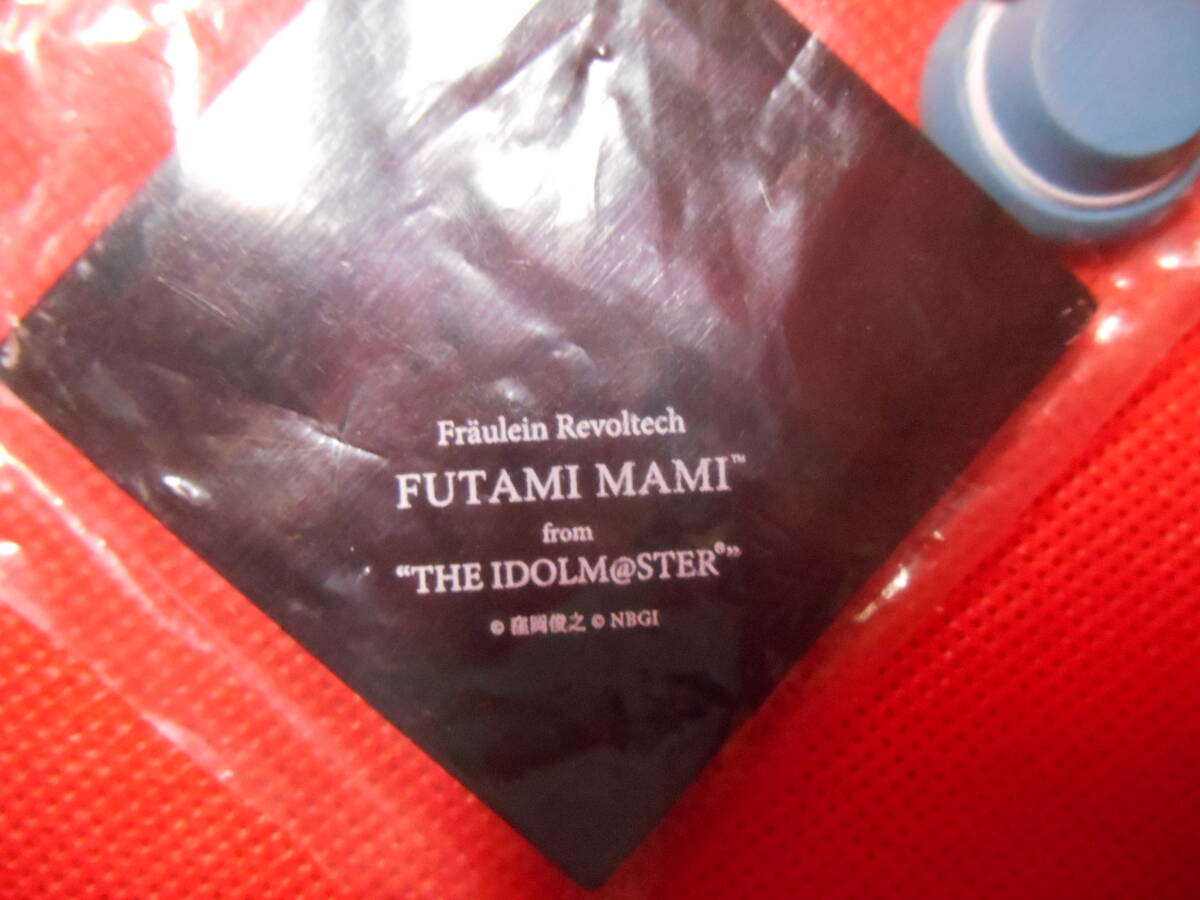 Fräulein Revoltech
FUTAMI MAMI™
from
“THE IDOLM@STER®”
© 窪岡俊之 © NBGI